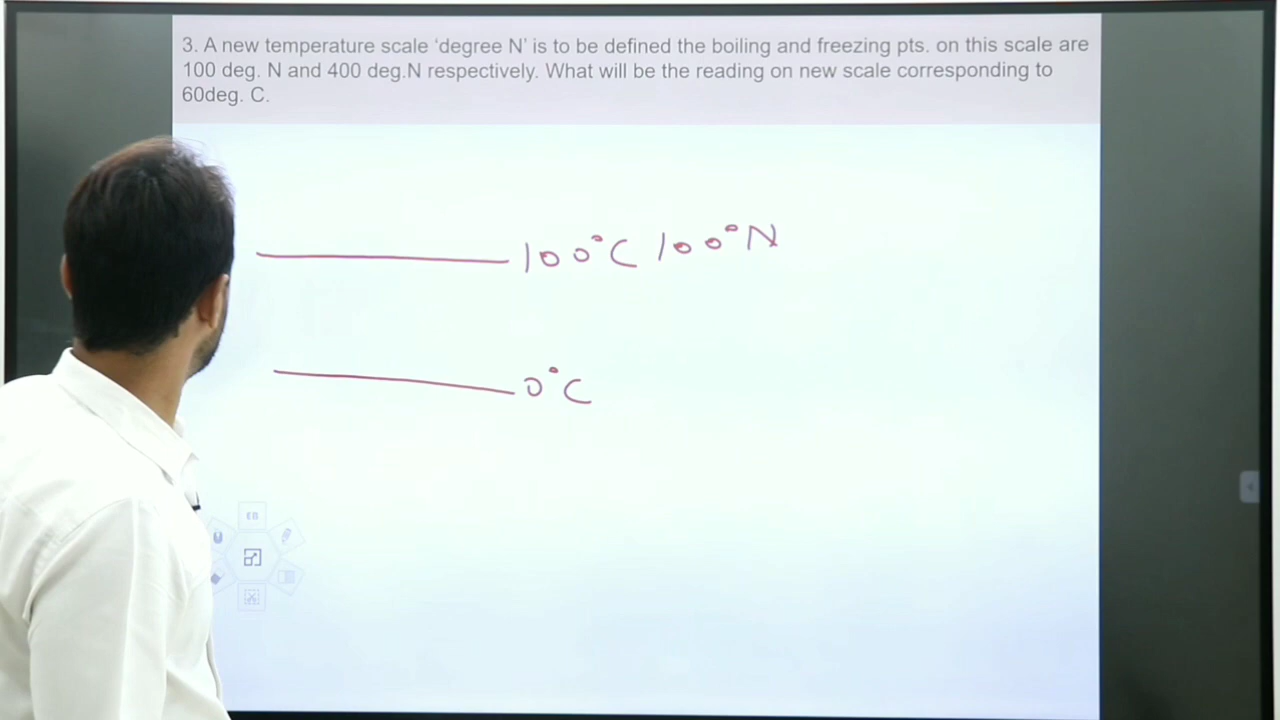 3. A new temperature scale ‘degree N’ is to be defined the boiling and freezing pts. on this scale are
100 deg. N and 400 deg.N respectively. What will be the reading on new scale corresponding to
60deg. C.
100°C 100°N
0°C
EB